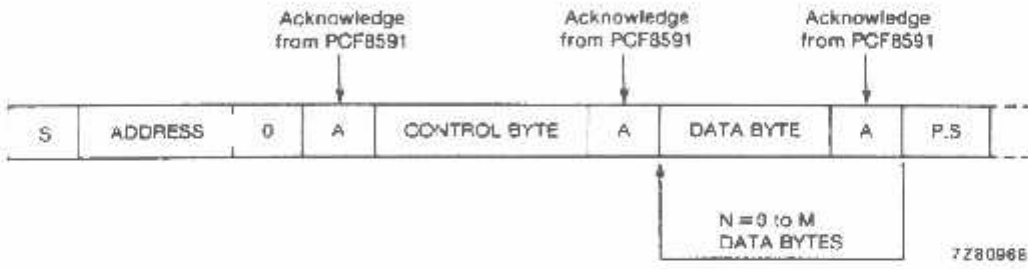 Acknowledge
from PCF8591
Acknowledge
from PCF8591
Acknowledge
from PCF8591
S ADDRESS 0 A CONTROL BYTE A DATA BYTE A P.S
N = 0 to M
DATA BYTES
7Z80968